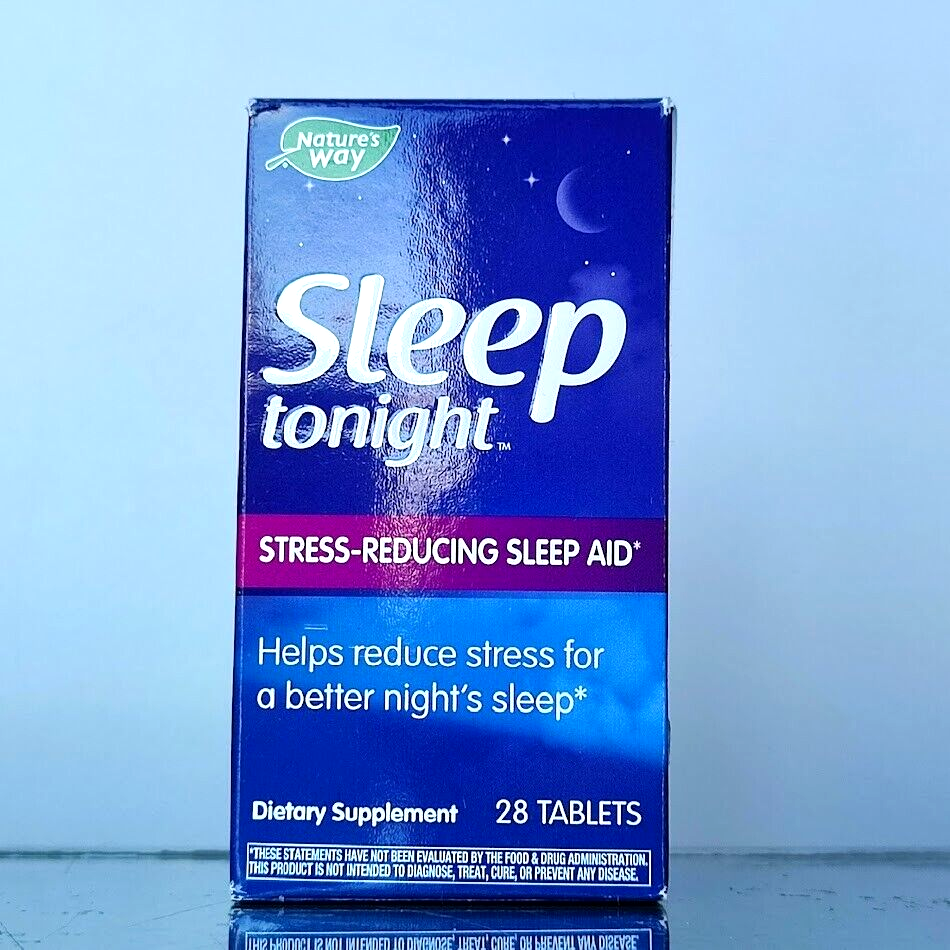 Nature's
Way
Sleep
tonight™
STRESS-REDUCING SLEEP AID*
Helps reduce stress for
a better night's sleep*
Dietary Supplement 28 TABLETS
*THESE STATEMENTS HAVE NOT BEEN EVALUATED BY THE FOOD & DRUG ADMINISTRATION.
THIS PRODUCT IS NOT INTENDED TO DIAGNOSE, TREAT, CURE, OR PREVENT ANY DISEASE.